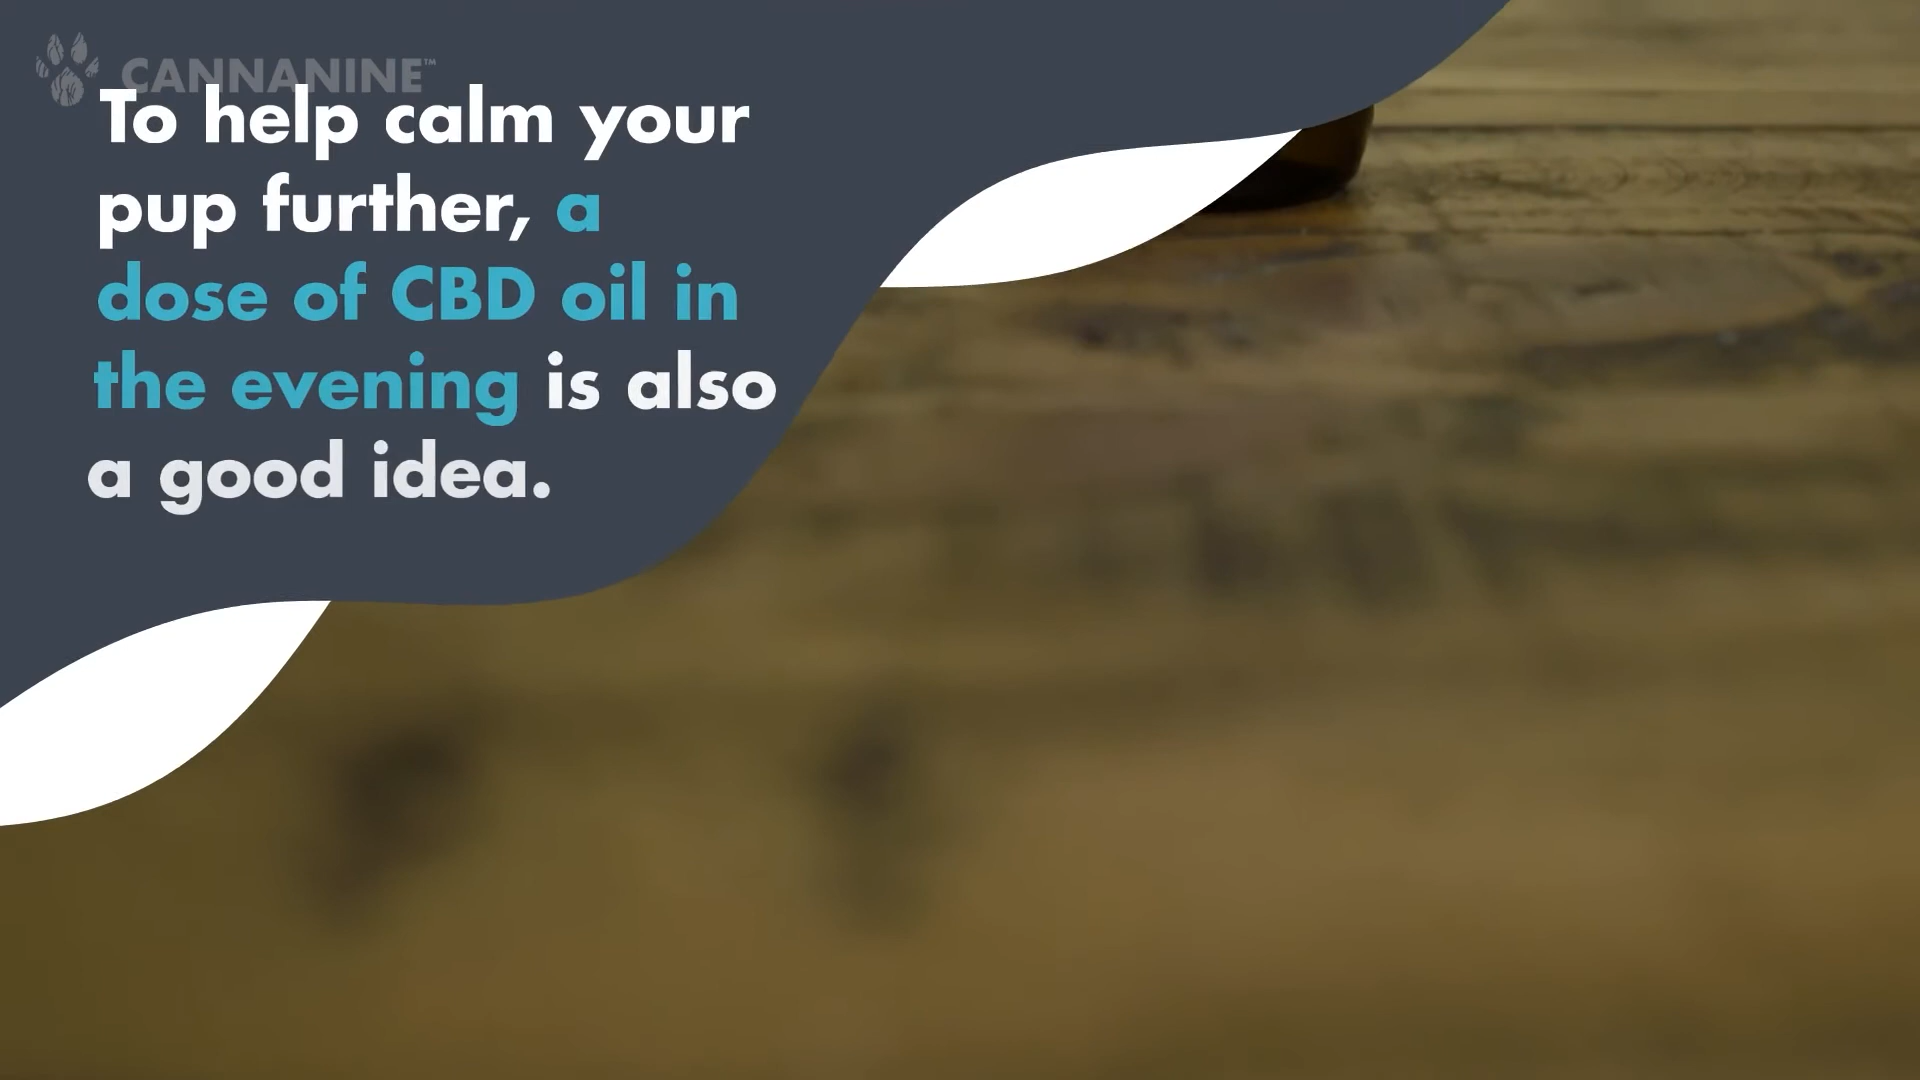 CANNANINE™
To help calm your
pup further, a
dose of CBD oil in
the evening is also
a good idea.